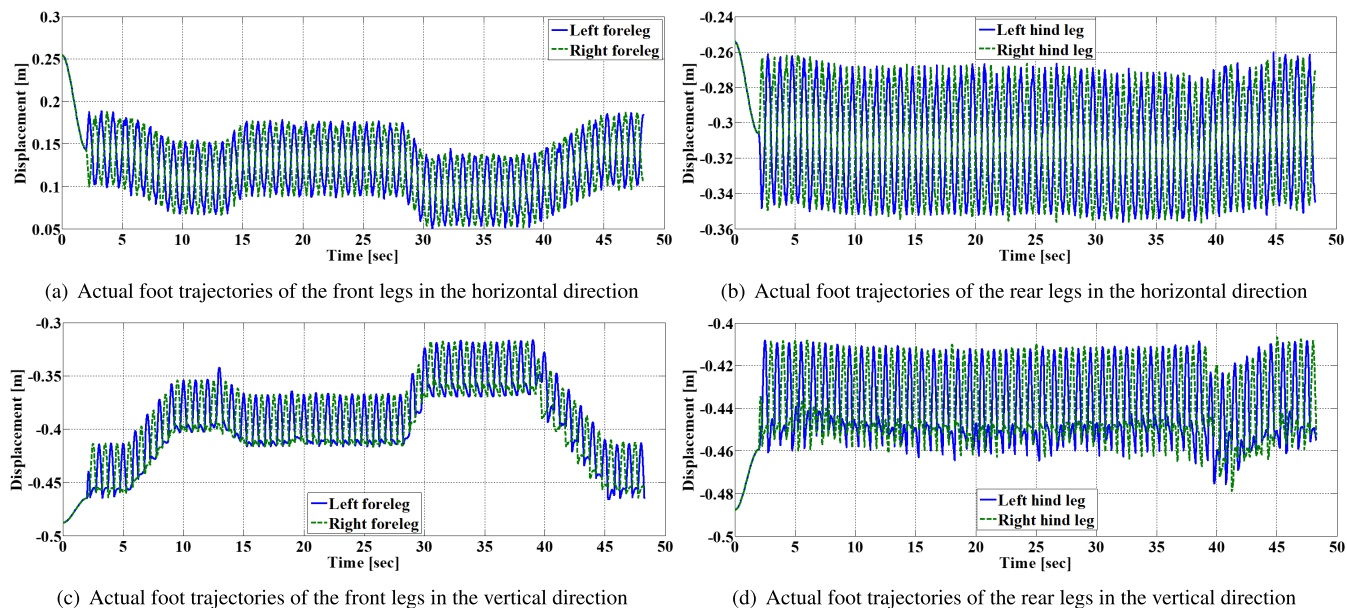 0.3
0.25
0.2
0.15
0.1
0.05
Displacement [m]
Left foreleg
Right foreleg
0 5 10 15 20 25 30 35 40 45 50
Time [sec]
(a) Actual foot trajectories of the front legs in the horizontal direction
-0.24
-0.26
-0.28
-0.3
-0.32
-0.34
-0.36
Displacement [m]
Left hind leg
Right hind leg
0 5 10 15 20 25 30 35 40 45 50
Time [sec]
(b) Actual foot trajectories of the rear legs in the horizontal direction
-0.3
-0.35
-0.4
-0.45
-0.5
Displacement [m]
Left foreleg
Right foreleg
0 5 10 15 20 25 30 35 40 45 50
Time [sec]
(c) Actual foot trajectories of the front legs in the vertical direction
-0.4
-0.42
-0.44
-0.46
-0.48
-0.5
Displacement [m]
Left hind leg
Right hind leg
0 5 10 15 20 25 30 35 40 45 50
Time [sec]
(d) Actual foot trajectories of the rear legs in the vertical direction